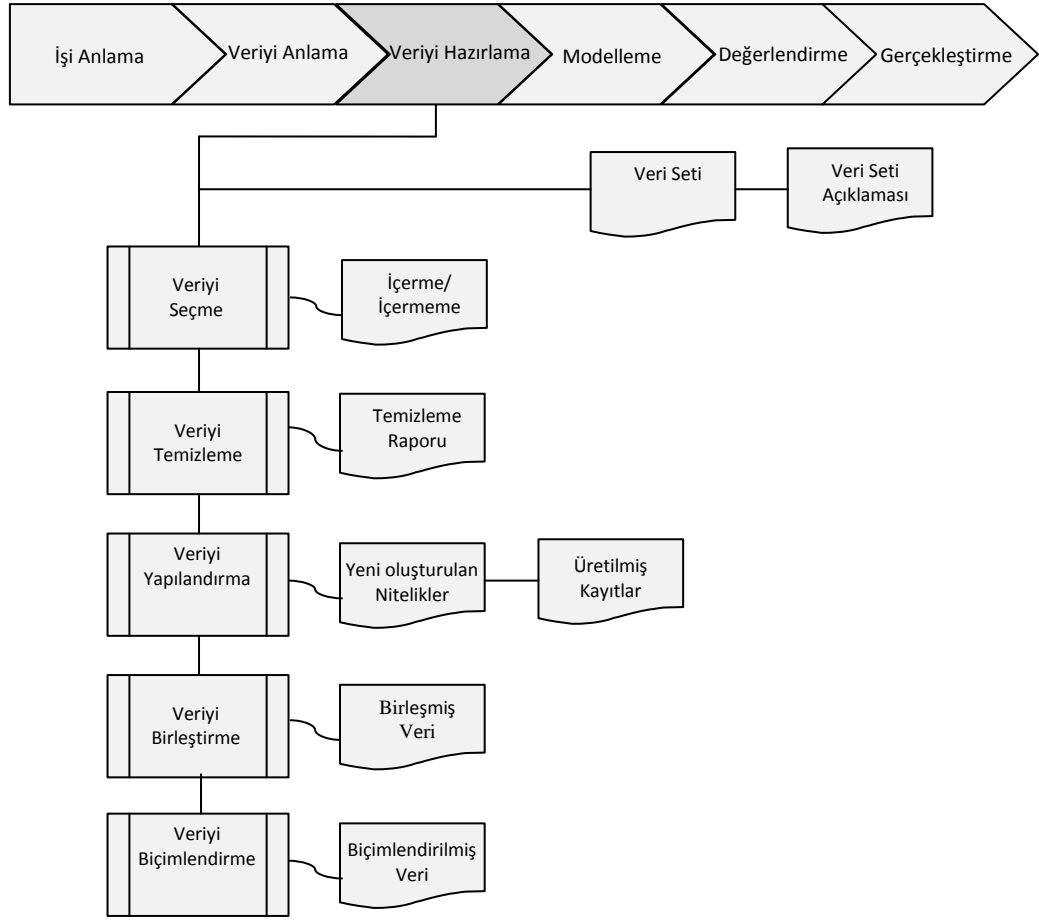 İşi Anlama
Veriyi Anlama
Veriyi Hazırlama
Modelleme
Değerlendirme
Gerçekleştirme
Veri Seti
Veri Seti
Açıklaması
Veriyi
Seçme
İçerme/
İçermeme
Veriyi
Temizleme
Temizleme
Raporu
Veriyi
Yapılandırma
Yeni oluşturulan
Nitelikler
Üretilmiş
Kayıtlar
Veriyi
Birleştirme
Birleşmiş
Veri
Veriyi
Biçimlendirme
Biçimlendirilmiş
Veri